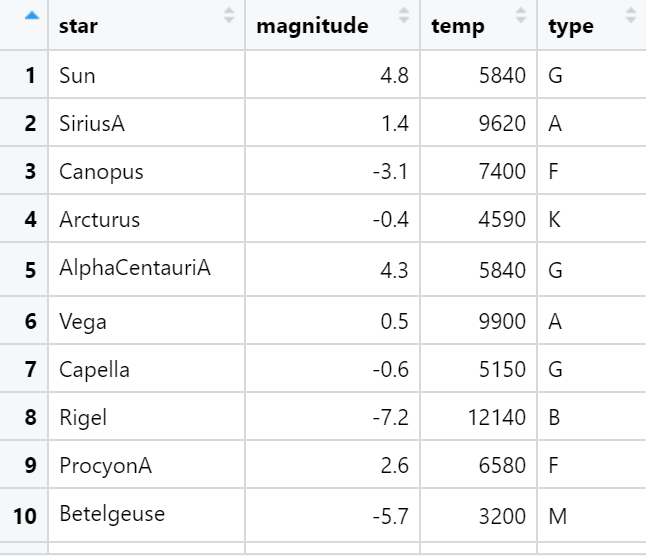 star magnitude temp type
1 Sun 4.8 5840 G
2 SiriusA 1.4 9620 A
3 Canopus -3.1 7400 F
4 Arcturus -0.4 4590 K
5 AlphaCentauriA 4.3 5840 G
6 Vega 0.5 9900 A
7 Capella -0.6 5150 G
8 Rigel -7.2 12140 B
9 ProcyonA 2.6 6580 F
10 Betelgeuse -5.7 3200 M